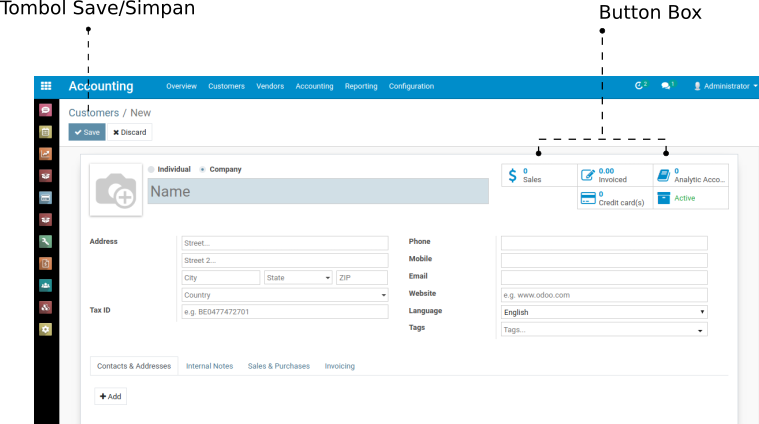 Tombol Save/Simpan
Button Box
Accounting Overview Customers Vendors Accounting Reporting Configuration 2 1 Administrator
Customers / New
Save Discard
Individual Company
Name
0 Sales
0.00 Invoiced
0 Analytic Acco...
0 Credit card(s)
Active
Address
Street...
Street 2...
City State ZIP
Country
Tax ID e.g. BE0477472701
Phone
Mobile
Email
Website e.g. www.odoo.com
Language English
Tags Tags...
Contacts & Addresses Internal Notes Sales & Purchases Invoicing
Add